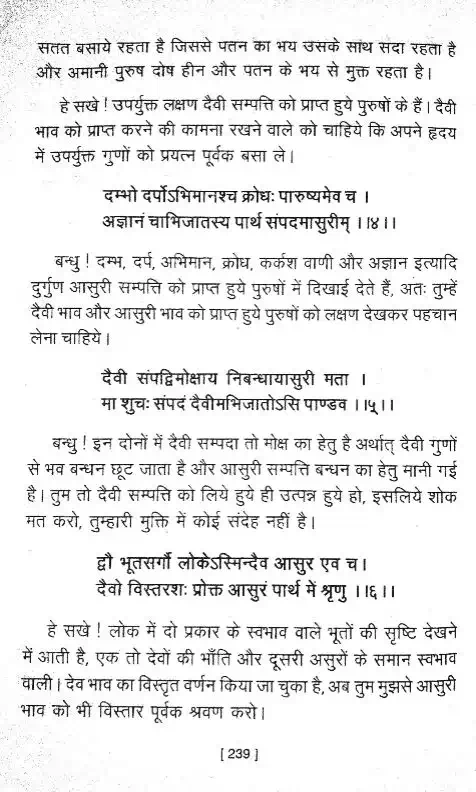 सतत बसाये रहता है जिससे पतन का भय उसके साथ सदा रहता है
और अमानी पुरुष दोष हीन और पतन के भय से मुक्त रहता है।
हे सखे ! उपर्युक्त लक्षण दैवी सम्पत्ति को प्राप्त हुये पुरुषों के हैं। दैवी
भाव को प्राप्त करने की कामना रखने वाले को चाहिये कि अपने हृदय
में उपर्युक्त गुणों को प्रयत्न पूर्वक बसा ले।
दम्भो दर्पोऽभिमानश्च क्रोधः पारुष्यमेव च ।
अज्ञानं चाभिजातस्य पार्थ संपदमासुरीम् ।।४।।
बन्धु ! दम्भ, दर्प, अभिमान, क्रोध, कर्कश वाणी और अज्ञान इत्यादि
दुर्गुण आसुरी सम्पत्ति को प्राप्त हुये पुरुषों में दिखाई देते हैं, अतः तुम्हें
दैवी भाव और आसुरी भाव को प्राप्त हुये पुरुषों को लक्षण देखकर पहचान
लेना चाहिये।
दैवी संपद्विमोक्षाय निबन्धायासुरी मता ।
मा शुचः संपदं दैवीमभिजातोऽसि पाण्डव ।।५।।
बन्धु ! इन दोनों में दैवी सम्पदा तो मोक्ष का हेतु है अर्थात् दैवी गुणों
से भव बन्धन छूट जाता है और आसुरी सम्पत्ति बन्धन का हेतु मानी गई
है। तुम तो दैवी सम्पत्ति को लिये हुये ही उत्पन्न हुये हो, इसलिये शोक
मत करो, तुम्हारी मुक्ति में कोई संदेह नहीं है।
द्वौ भूतसर्गौ लोकेऽस्मिन्दैव आसुर एव च।
दैवो विस्तरशः प्रोक्त आसुरं पार्थ में श्रृणु ।।६।।
हे सखे ! लोक में दो प्रकार के स्वभाव वाले भूतों की सृष्टि देखने
में आती है, एक तो देवों की भाँति और दूसरी असुरों के समान स्वभाव
वाली। देव भाव का विस्तृत वर्णन किया जा चुका है, अब तुम मुझसे आसुरी
भाव को भी विस्तार पूर्वक श्रवण करो।
[ 239 ]